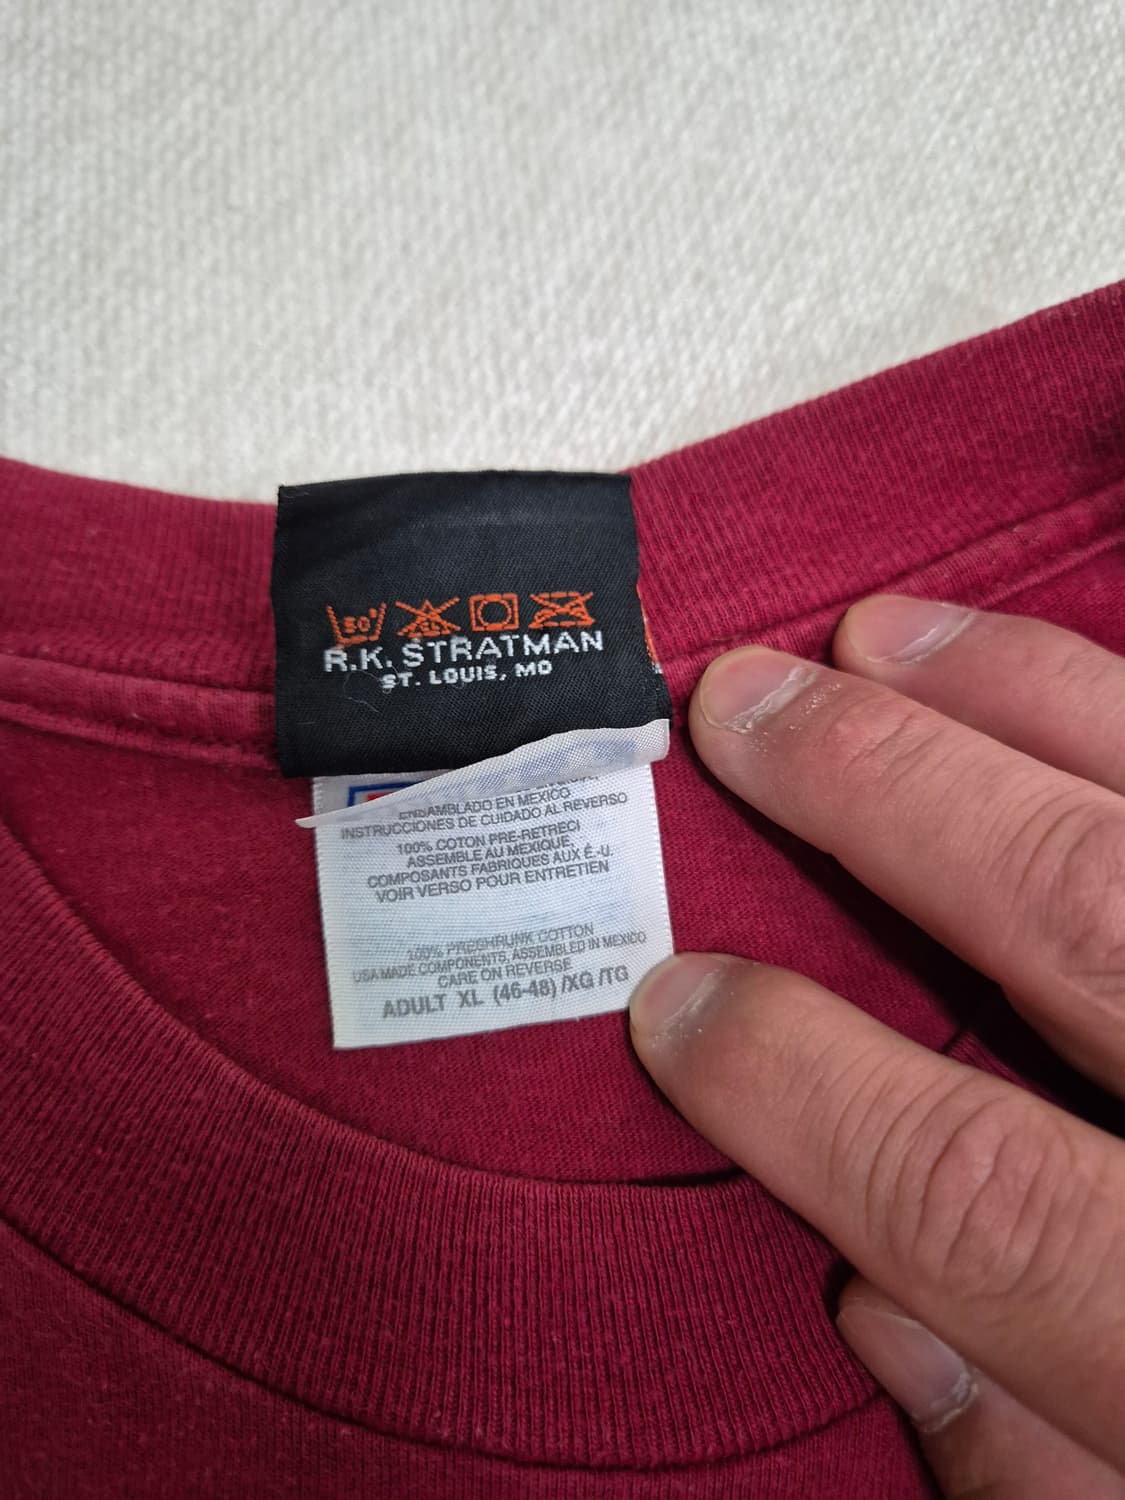 50°
CL
R.K. STRATMAN
ST. LOUIS, MO
ENSAMBLADO EN MEXICO
INSTRUCCIONES DE CUIDADO AL REVERSO
100% COTON PRE-RETRECI
ASSEMBLE AU MEXIQUE,
COMPOSANTS FABRIQUES AUX É.-U.
VOIR VERSO POUR ENTRETIEN
100% PRESHRUNK COTTON
USA MADE COMPONENTS, ASSEMBLED IN MEXICO
CARE ON REVERSE
ADULT XL (46-48) /XG /TG